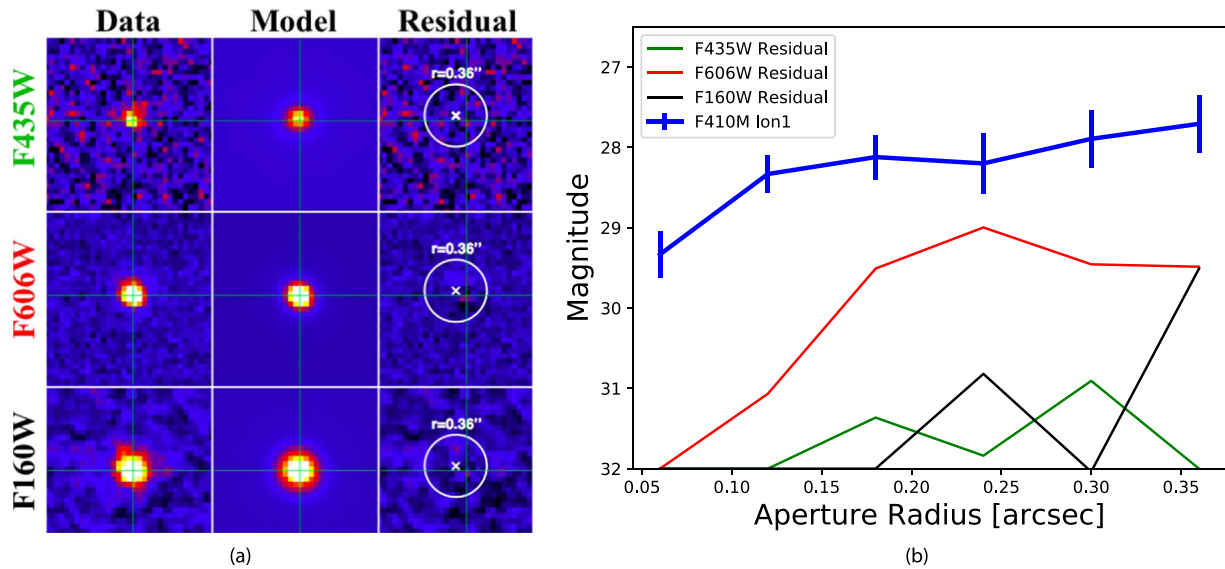 Data Model Residual
F435W
r=0.36"
F606W
r=0.36"
F160W
r=0.36"
(a)
F435W Residual
F606W Residual
F160W Residual
F410M Ion1
Magnitude
27
28
29
30
31
32
0.05 0.10 0.15 0.20 0.25 0.30 0.35
Aperture Radius [arcsec]
(b)